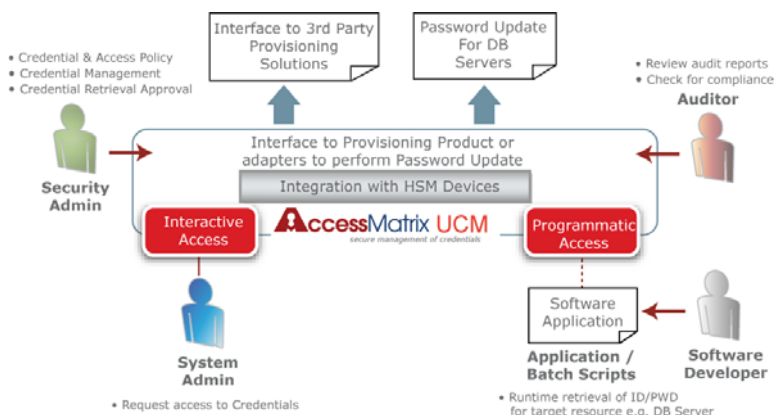 Interface to 3rd Party
Provisioning
Solutions
Password Update
For DB
Servers
• Credential & Access Policy
• Credential Management
• Credential Retrieval Approval
• Review audit reports
• Check for compliance
Auditor
Security
Admin
Interface to Provisioning Product or
adapters to perform Password Update
Integration with HSM Devices
Interactive
Access
AccessMatrix UCM
secure management of credentials
Programmatic
Access
System
Admin
• Request access to Credentials
Software
Application
Application /
Batch Scripts
• Runtime retrieval of ID/PWD
for target resource e.g. DB Server
Software
Developer